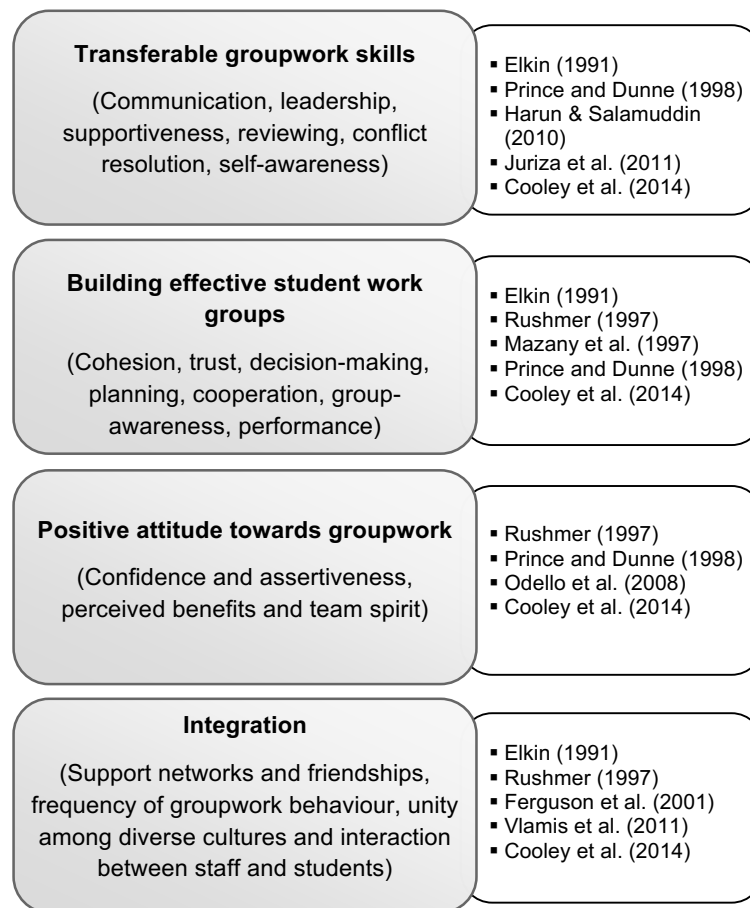 Transferable groupwork skills
(Communication, leadership,
supportiveness, reviewing, conflict
resolution, self-awareness)
▪ Elkin (1991)
▪ Prince and Dunne (1998)
▪ Harun & Salamuddin
(2010)
▪ Juriza et al. (2011)
▪ Cooley et al. (2014)
Building effective student work
groups
(Cohesion, trust, decision-making,
planning, cooperation, group-
awareness, performance)
▪ Elkin (1991)
▪ Rushmer (1997)
▪ Mazany et al. (1997)
▪ Prince and Dunne (1998)
▪ Cooley et al. (2014)
Positive attitude towards groupwork
(Confidence and assertiveness,
perceived benefits and team spirit)
▪ Rushmer (1997)
▪ Prince and Dunne (1998)
▪ Odello et al. (2008)
▪ Cooley et al. (2014)
Integration
(Support networks and friendships,
frequency of groupwork behaviour, unity
among diverse cultures and interaction
between staff and students)
▪ Elkin (1991)
▪ Rushmer (1997)
▪ Ferguson et al. (2001)
▪ Vlamis et al. (2011)
▪ Cooley et al. (2014)